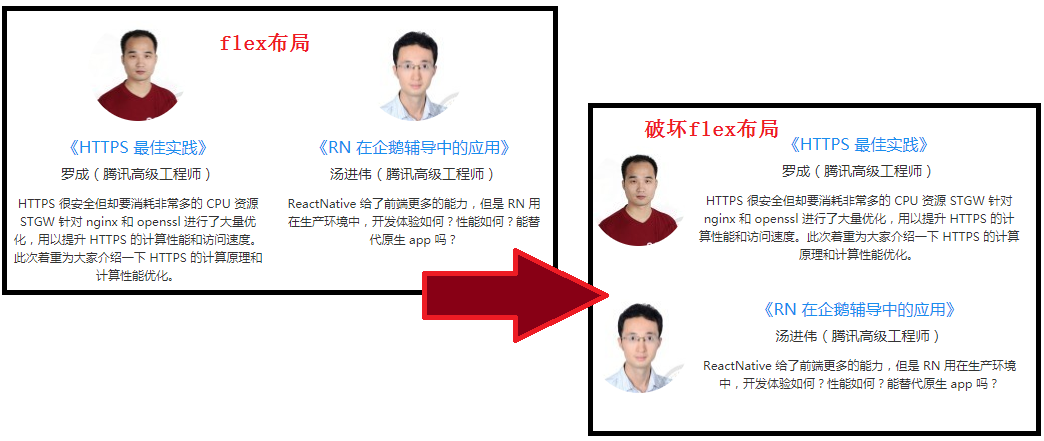 flex布局
《HTTPS 最佳实践》
罗成（腾讯高级工程师）
HTTPS 很安全但却要消耗非常多的 CPU 资源
STGW 针对 nginx 和 openssl 进行了大量优
化，用以提升 HTTPS 的计算性能和访问速度。
此次着重为大家介绍一下 HTTPS 的计算原理和
计算性能优化。
《RN 在企鹅辅导中的应用》
汤进伟（腾讯高级工程师）
ReactNative 给了前端更多的能力，但是 RN 用
在生产环境中，开发体验如何？性能如何？能替
代原生 app 吗？
破坏flex布局
《HTTPS 最佳实践》
罗成（腾讯高级工程师）
HTTPS 很安全但却要消耗非常多的 CPU 资源 STGW 针对
nginx 和 openssl 进行了大量优化，用以提升 HTTPS 的计
算性能和访问速度。此次着重为大家介绍一下 HTTPS 的计算
原理和计算性能优化。
《RN 在企鹅辅导中的应用》
汤进伟（腾讯高级工程师）
ReactNative 给了前端更多的能力，但是 RN 用在生产环境
中，开发体验如何？性能如何？能替代原生 app 吗？